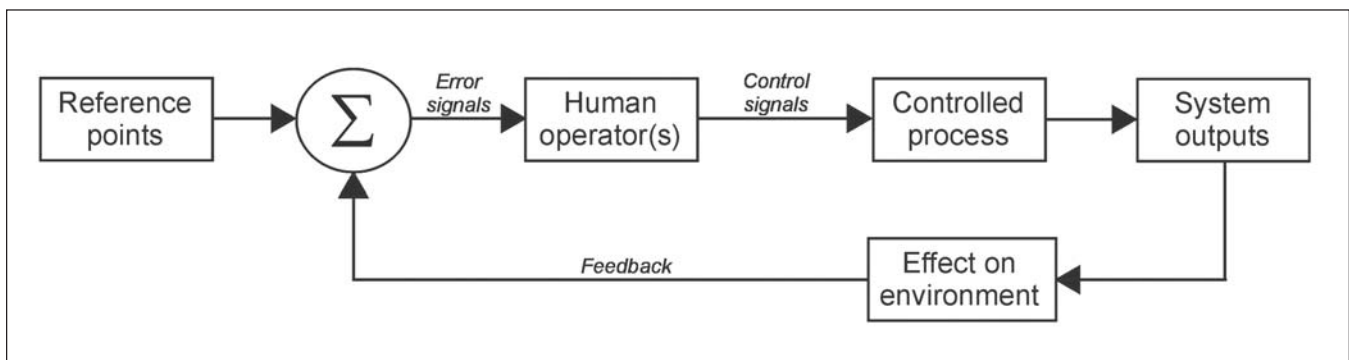 Reference
points
Σ
Error
signals
Human
operator(s)
Control
signals
Controlled
process
System
outputs
Feedback
Effect on
environment